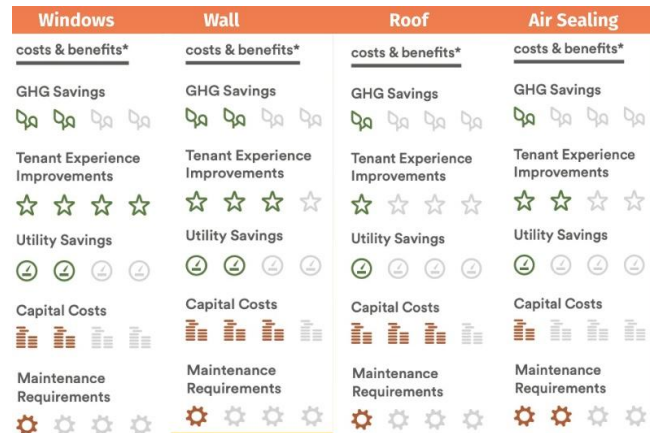 Windows
costs & benefits*
GHG Savings
Tenant Experience
Improvements
Utility Savings
Capital Costs
Maintenance
Requirements
Wall
costs & benefits*
GHG Savings
Tenant Experience
Improvements
Utility Savings
Capital Costs
Maintenance
Requirements
Roof
costs & benefits*
GHG Savings
Tenant Experience
Improvements
Utility Savings
Capital Costs
Maintenance
Requirements
Air Sealing
costs & benefits*
GHG Savings
Tenant Experience
Improvements
Utility Savings
Capital Costs
Maintenance
Requirements